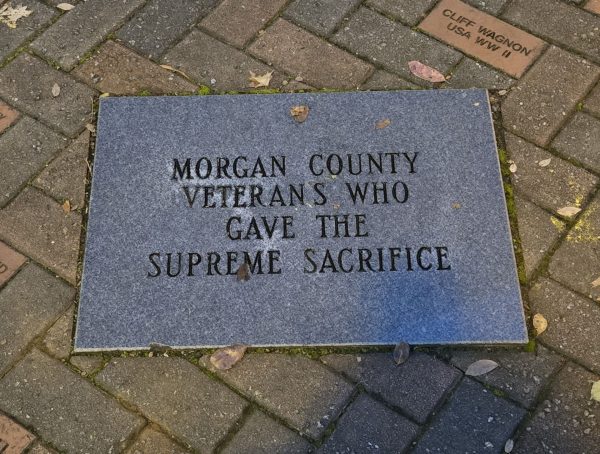 CLIFF WAGNON
USA WW II
MORGAN COUNTY
VETERANS WHO
GAVE THE
SUPREME SACRIFICE